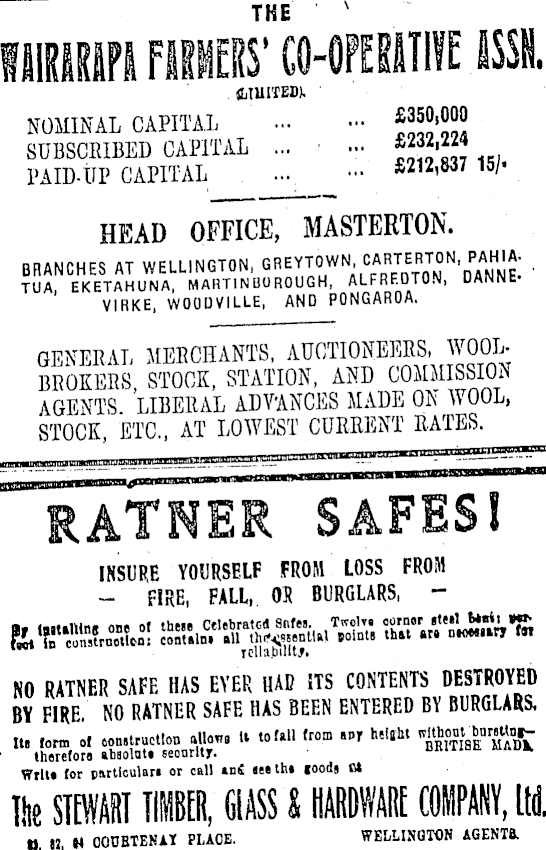 THE
WAIRARAPA FARMERS' CO-OPERATIVE ASSN.
(LIMITED).
NOMINAL CAPITAL ... ... £350,000
SUBSCRIBED CAPITAL ... ... £232,224
PAID-UP CAPITAL ... ... £212,837 15/-
HEAD OFFICE, MASTERTON.
BRANCHES AT WELLINGTON, GREYTOWN, CARTERTON, PAHIA-
TUA, EKETAHUNA, MARTINBOROUGH, ALFREDTON, DANNE-
VIRKE, WOODVILLE, AND PONGAROA.
GENERAL MERCHANTS, AUCTIONEERS, WOOL-
BROKERS, STOCK, STATION, AND COMMISSION
AGENTS. LIBERAL ADVANCES MADE ON WOOL,
STOCK, ETC., AT LOWEST CURRENT RATES.
RATNER SAFES!
INSURE YOURSELF FROM LOSS FROM
— FIRE, FALL, OR BURGLARS, —
By installing one of these Celebrated Safes. Twelve corner steel bent; per-
fect in construction; contains all the essential points that are necessary for
reliability.
NO RATNER SAFE HAS EVER HAD ITS CONTENTS DESTROYED
BY FIRE. NO RATNER SAFE HAS BEEN ENTERED BY BURGLARS.
Its form of construction allows it to fall from any height without bursting—
therefore absolute security. BRITISH MADE
Write for particulars or call and see the goods at
The STEWART TIMBER, GLASS & HARDWARE COMPANY, Ltd.
COURTENAY PLACE. WELLINGTON AGENTS.